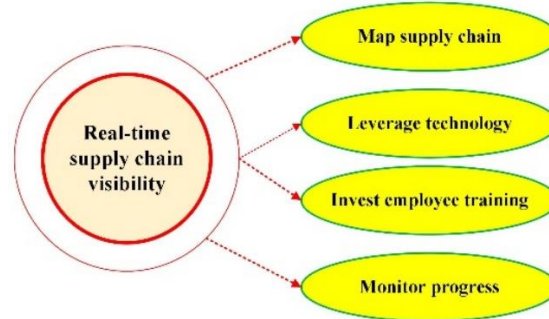 Real-time
supply chain
visibility
Map supply chain
Leverage technology
Invest employee training
Monitor progress